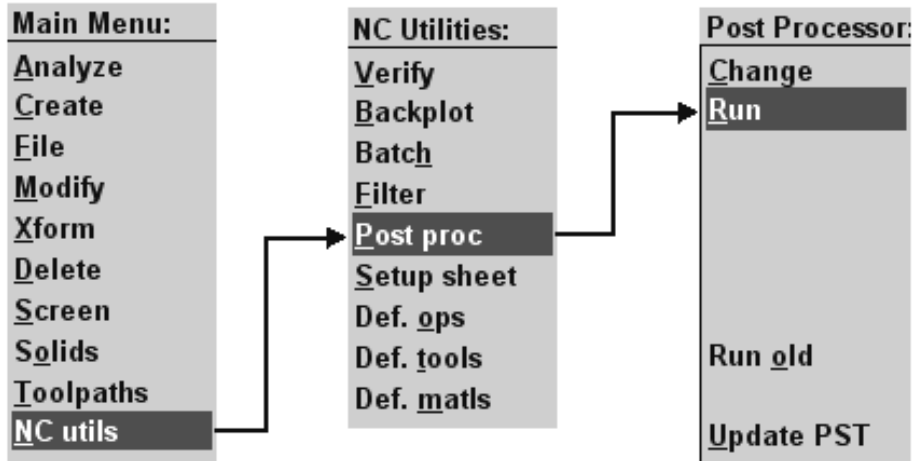 Main Menu:
Analyze
Create
File
Modify
Xform
Delete
Screen
Solids
Toolpaths
NC utils
NC Utilities:
Verify
Backplot
Batch
Filter
Post proc
Setup sheet
Def. ops
Def. tools
Def. matls
Post Processor:
Change
Run
Run old
Update PST